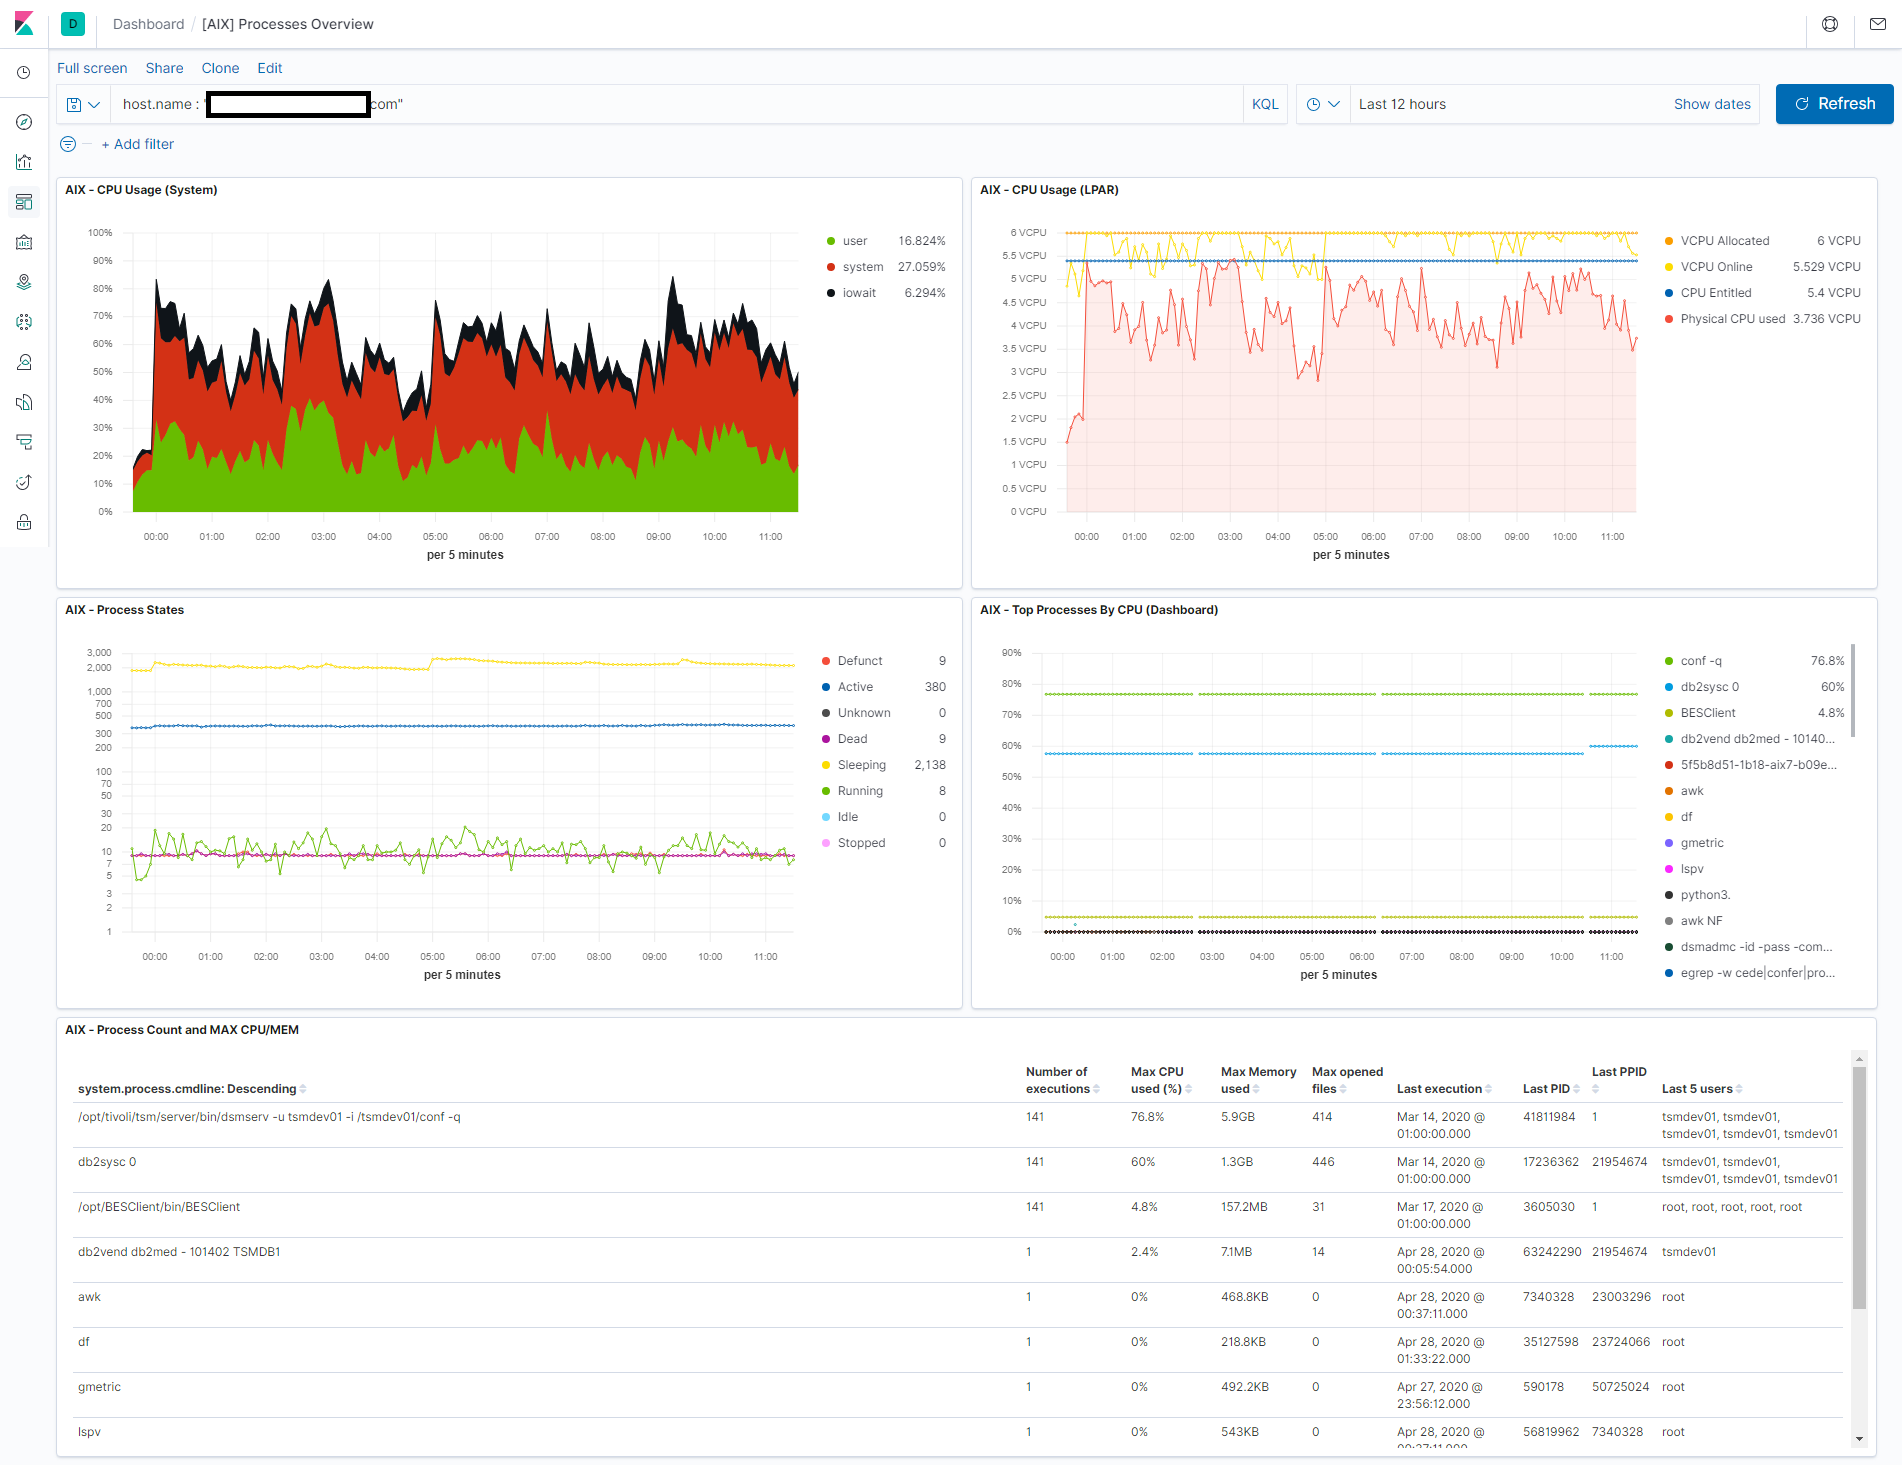 D Dashboard / [AIX] Processes Overview
Full screen Share Clone Edit
host.name : " com" KQL Last 12 hours Show dates Refresh
+ Add filter
AIX - CPU Usage (System)
100%
90%
80%
70%
60%
50%
40%
30%
20%
10%
0%
00:00 01:00 02:00 03:00 04:00 05:00 06:00 07:00 08:00 09:00 10:00 11:00
per 5 minutes
user 16.824%
system 27.059%
iowait 6.294%
AIX - CPU Usage (LPAR)
6 VCPU
5.5 VCPU
5 VCPU
4.5 VCPU
4 VCPU
3.5 VCPU
3 VCPU
2.5 VCPU
2 VCPU
1.5 VCPU
1 VCPU
0.5 VCPU
0 VCPU
00:00 01:00 02:00 03:00 04:00 05:00 06:00 07:00 08:00 09:00 10:00 11:00
per 5 minutes
VCPU Allocated 6 VCPU
VCPU Online 5.529 VCPU
CPU Entitled 5.4 VCPU
Physical CPU used 3.736 VCPU
AIX - Process States
3,000
2,000
1,000
700
500
300
200
100
70
50
30
20
10
7
5
3
2
1
00:00 01:00 02:00 03:00 04:00 05:00 06:00 07:00 08:00 09:00 10:00 11:00
per 5 minutes
Defunct 9
Active 380
Unknown 0
Dead 9
Sleeping 2,138
Running 8
Idle 0
Stopped 0
AIX - Top Processes By CPU (Dashboard)
90%
80%
70%
60%
50%
40%
30%
20%
10%
0%
00:00 01:00 02:00 03:00 04:00 05:00 06:00 07:00 08:00 09:00 10:00 11:00
per 5 minutes
conf -q 76.8%
db2sysc 0 60%
BESClient 4.8%
db2vend db2med - 10140...
5f5b8d51-1b18-aix7-b09e...
awk
df
gmetric
lspv
python3.
awk NF
dsmadmc -id -pass -com...
egrep -w cede|confer|pro...
AIX - Process Count and MAX CPU/MEM
system.process.cmdline: Descending Number of executions Max CPU used (%) Max Memory used Max opened files Last execution Last PID Last PPID Last 5 users
/opt/tivoli/tsm/server/bin/dsmserv -u tsmdev01 -i /tsmdev01/conf -q 141 76.8% 5.9GB 414 Mar 14, 2020 @ 01:00:00.000 41811984 1 tsmdev01, tsmdev01, tsmdev01, tsmdev01, tsmdev01
db2sysc 0 141 60% 1.3GB 446 Mar 14, 2020 @ 01:00:00.000 17236362 21954674 tsmdev01, tsmdev01, tsmdev01, tsmdev01, tsmdev01
/opt/BESClient/bin/BESClient 141 4.8% 157.2MB 31 Mar 17, 2020 @ 01:00:00.000 3605030 1 root, root, root, root, root
db2vend db2med - 101402 TSMDB1 1 2.4% 7.1MB 14 Apr 28, 2020 @ 00:05:54.000 63242290 21954674 tsmdev01
awk 1 0% 468.8KB 0 Apr 28, 2020 @ 00:37:11.000 7340328 23003296 root
df 1 0% 218.8KB 0 Apr 28, 2020 @ 01:33:22.000 35127598 23724066 root
gmetric 1 0% 492.2KB 0 Apr 27, 2020 @ 23:56:12.000 590178 50725024 root
lspv 1 0% 543KB 0 Apr 28, 2020 @ 00:37:11.000 56819962 7340328 root